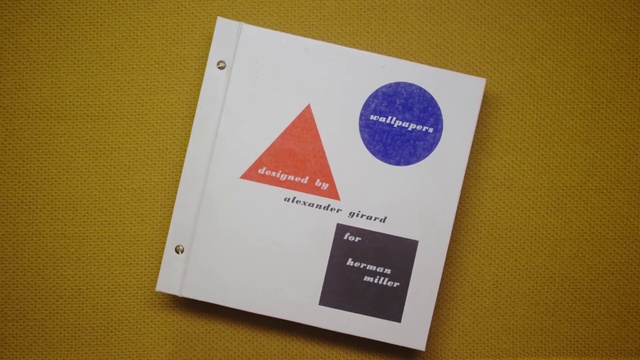 wallpapers
designed by
alexander girard
for
herman
miller